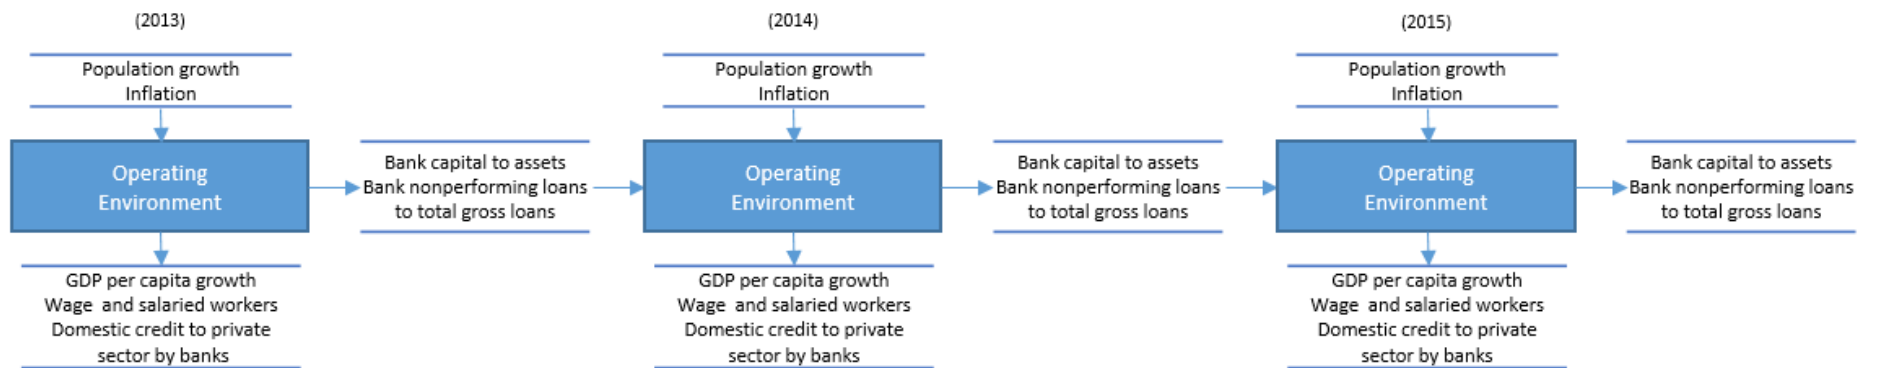 (2013)
Population growth
Inflation
Operating
Environment
GDP per capita growth
Wage and salaried workers
Domestic credit to private
sector by banks
Bank capital to assets
Bank nonperforming loans
to total gross loans
(2014)
Population growth
Inflation
Operating
Environment
GDP per capita growth
Wage and salaried workers
Domestic credit to private
sector by banks
Bank capital to assets
Bank nonperforming loans
to total gross loans
(2015)
Population growth
Inflation
Operating
Environment
GDP per capita growth
Wage and salaried workers
Domestic credit to private
sector by banks
Bank capital to assets
Bank nonperforming loans
to total gross loans